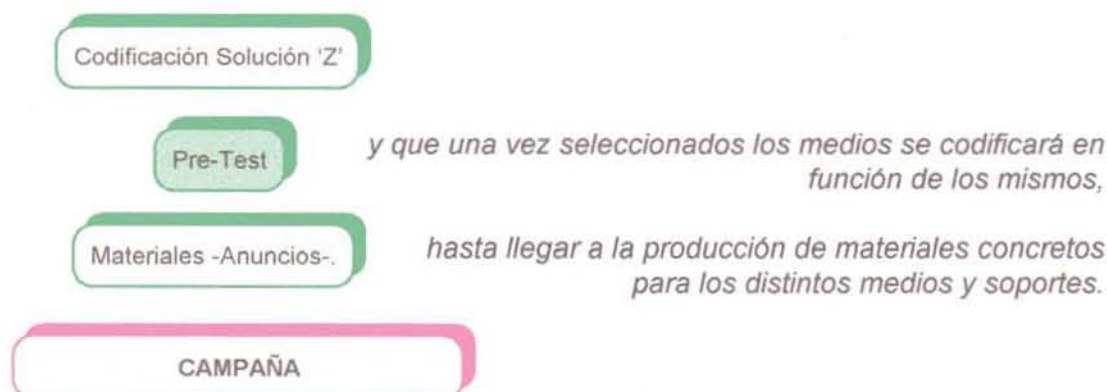 Codificación Solución 'Z'
Pre-Test
y que una vez seleccionados los medios se codificará en
función de los mismos,
Materiales -Anuncios-.
hasta llegar a la producción de materiales concretos
para los distintos medios y soportes.
CAMPAÑA